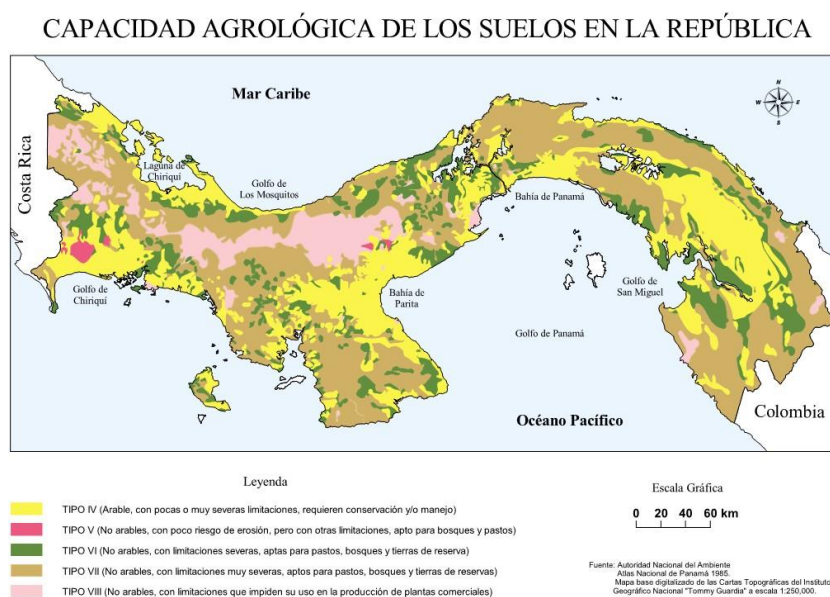 CAPACIDAD AGROLÓGICA DE LOS SUELOS EN LA REPÚBLICA
Mar Caribe
N
W
E
S
Costa Rica
Laguna de
Chiriquí
Golfo de
Los Mosquitos
Bahía de Panamá
Golfo de
Chiriquí
Bahía de
Parita
Golfo de
San Miguel
Golfo de Panamá
Océano Pacífico
Colombia
Leyenda
TIPO IV (Arable, con pocas o muy severas limitaciones, requieren conservación y/o manejo)
TIPO V (No arables, con poco riesgo de erosión, pero con otras limitaciones, apto para bosques y pastos)
TIPO VI (No arables, con limitaciones severas, aptas para pastos, bosques y tierras de reserva)
TIPO VII (No arables, con limitaciones muy severas, aptos para pastos, bosques y tierras de reservas)
TIPO VIII (No arables, con limitaciones que impiden su uso en la producción de plantas comerciales)
Escala Gráfica
0 20 40 60 km
Fuente: Autoridad Nacional del Ambiente
Atlas Nacional de Panamá 1985.
Mapa base digitalizado de las Cartas Topográficas del Instituto
Geográfico Nacional "Tommy Guardia" a escala 1:250,000.